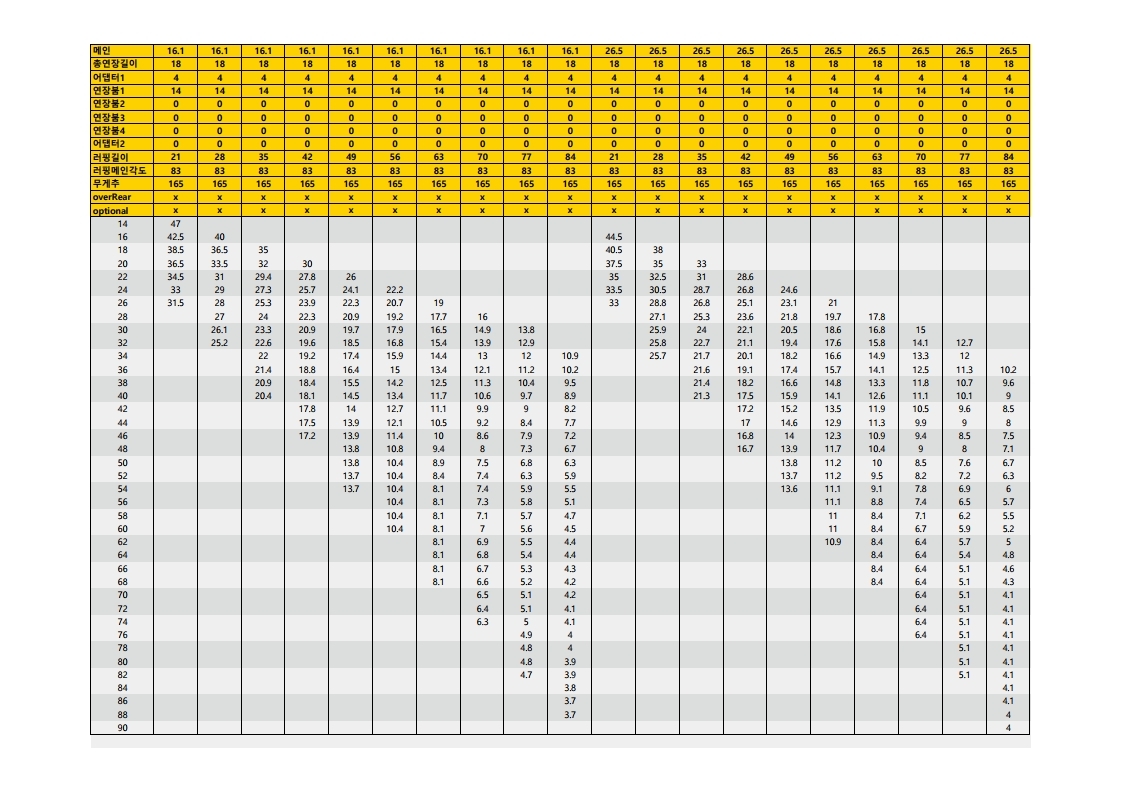 메인 16.1 16.1 16.1 16.1 16.1 16.1 16.1 16.1 16.1 16.1 26.5 26.5 26.5 26.5 26.5 26.5 26.5 26.5 26.5 26.5
총연장길이 18 18 18 18 18 18 18 18 18 18 18 18 18 18 18 18 18 18 18 18
어댑터1 4 4 4 4 4 4 4 4 4 4 4 4 4 4 4 4 4 4 4 4
연장붐1 14 14 14 14 14 14 14 14 14 14 14 14 14 14 14 14 14 14 14 14
연장붐2 0 0 0 0 0 0 0 0 0 0 0 0 0 0 0 0 0 0 0 0
연장붐3 0 0 0 0 0 0 0 0 0 0 0 0 0 0 0 0 0 0 0 0
연장붐4 0 0 0 0 0 0 0 0 0 0 0 0 0 0 0 0 0 0 0 0
어댑터2 0 0 0 0 0 0 0 0 0 0 0 0 0 0 0 0 0 0 0 0
러핑길이 21 28 35 42 49 56 63 70 77 84 21 28 35 42 49 56 63 70 77 84
러핑메인각도 83 83 83 83 83 83 83 83 83 83 83 83 83 83 83 83 83 83 83 83
무게추 165 165 165 165 165 165 165 165 165 165 165 165 165 165 165 165 165 165 165 165
overRear x x x x x x x x x x x x x x x x x x x x
optional x x x x x x x x x x x x x x x x x x x x
14 47
16 42.5 40 44.5
18 38.5 36.5 35 40.5 38
20 36.5 33.5 32 30 37.5 35 33
22 34.5 31 29.4 27.8 26 35 32.5 31 28.6
24 33 29 27.3 25.7 24.1 22.2 33.5 30.5 28.7 26.8 24.6
26 31.5 28 25.3 23.9 22.3 20.7 19 33 28.8 26.8 25.1 23.1 21
28 27 24 22.3 20.9 19.2 17.7 16 27.1 25.3 23.6 21.8 19.7 17.8
30 26.1 23.3 20.9 19.7 17.9 16.5 14.9 13.8 25.9 24 22.1 20.5 18.6 16.8 15
32 25.2 22.6 19.6 18.5 16.8 15.4 13.9 12.9 25.8 22.7 21.1 19.4 17.6 15.8 14.1 12.7
34 22 19.2 17.4 15.9 14.4 13 12 10.9 25.7 21.7 20.1 18.2 16.6 14.9 13.3 12
36 21.4 18.8 16.4 15 13.4 12.1 11.2 10.2 21.6 19.1 17.4 15.7 14.1 12.5 11.3 10.2
38 20.9 18.4 15.5 14.2 12.5 11.3 10.4 9.5 21.4 18.2 16.6 14.8 13.3 11.8 10.7 9.6
40 20.4 18.1 14.5 13.4 11.7 10.6 9.7 8.9 21.3 17.5 15.9 14.1 12.6 11.1 10.1 9
42 17.8 14 12.7 11.1 9.9 9 8.2 17.2 15.2 13.5 11.9 10.5 9.6 8.5
44 17.5 13.9 12.1 10.5 9.2 8.4 7.7 17 14.6 12.9 11.3 9.9 9 8
46 17.2 13.9 11.4 10 8.6 7.9 7.2 16.8 14 12.3 10.9 9.4 8.5 7.5
48 13.8 10.8 9.4 8 7.3 6.7 16.7 13.9 11.7 10.4 9 8 7.1
50 13.8 10.4 8.9 7.5 6.8 6.3 13.8 11.2 10 8.5 7.6 6.7
52 13.7 10.4 8.4 7.4 6.3 5.9 13.7 11.2 9.5 8.2 7.2 6.3
54 13.7 10.4 8.1 7.4 5.9 5.5 13.6 11.1 9.1 7.8 6.9 6
56 10.4 8.1 7.3 5.8 5.1 11.1 8.8 7.4 6.5 5.7
58 10.4 8.1 7.1 5.7 4.7 11 8.4 7.1 6.2 5.5
60 10.4 8.1 7 5.6 4.5 11 8.4 6.7 5.9 5.2
62 8.1 6.9 5.5 4.4 10.9 8.4 6.4 5.7 5
64 8.1 6.8 5.4 4.4 8.4 6.4 5.4 4.8
66 8.1 6.7 5.3 4.3 8.4 6.4 5.1 4.6
68 8.1 6.6 5.2 4.2 8.4 6.4 5.1 4.3
70 6.5 5.1 4.2 6.4 5.1 4.1
72 6.4 5.1 4.1 6.4 5.1 4.1
74 6.3 5 4.1 6.4 5.1 4.1
76 4.9 4 6.4 5.1 4.1
78 4.8 4 5.1 4.1
80 4.8 3.9 5.1 4.1
82 4.7 3.9 5.1 4.1
84 3.8 4.1
86 3.7 4.1
88 3.7 4
90 4